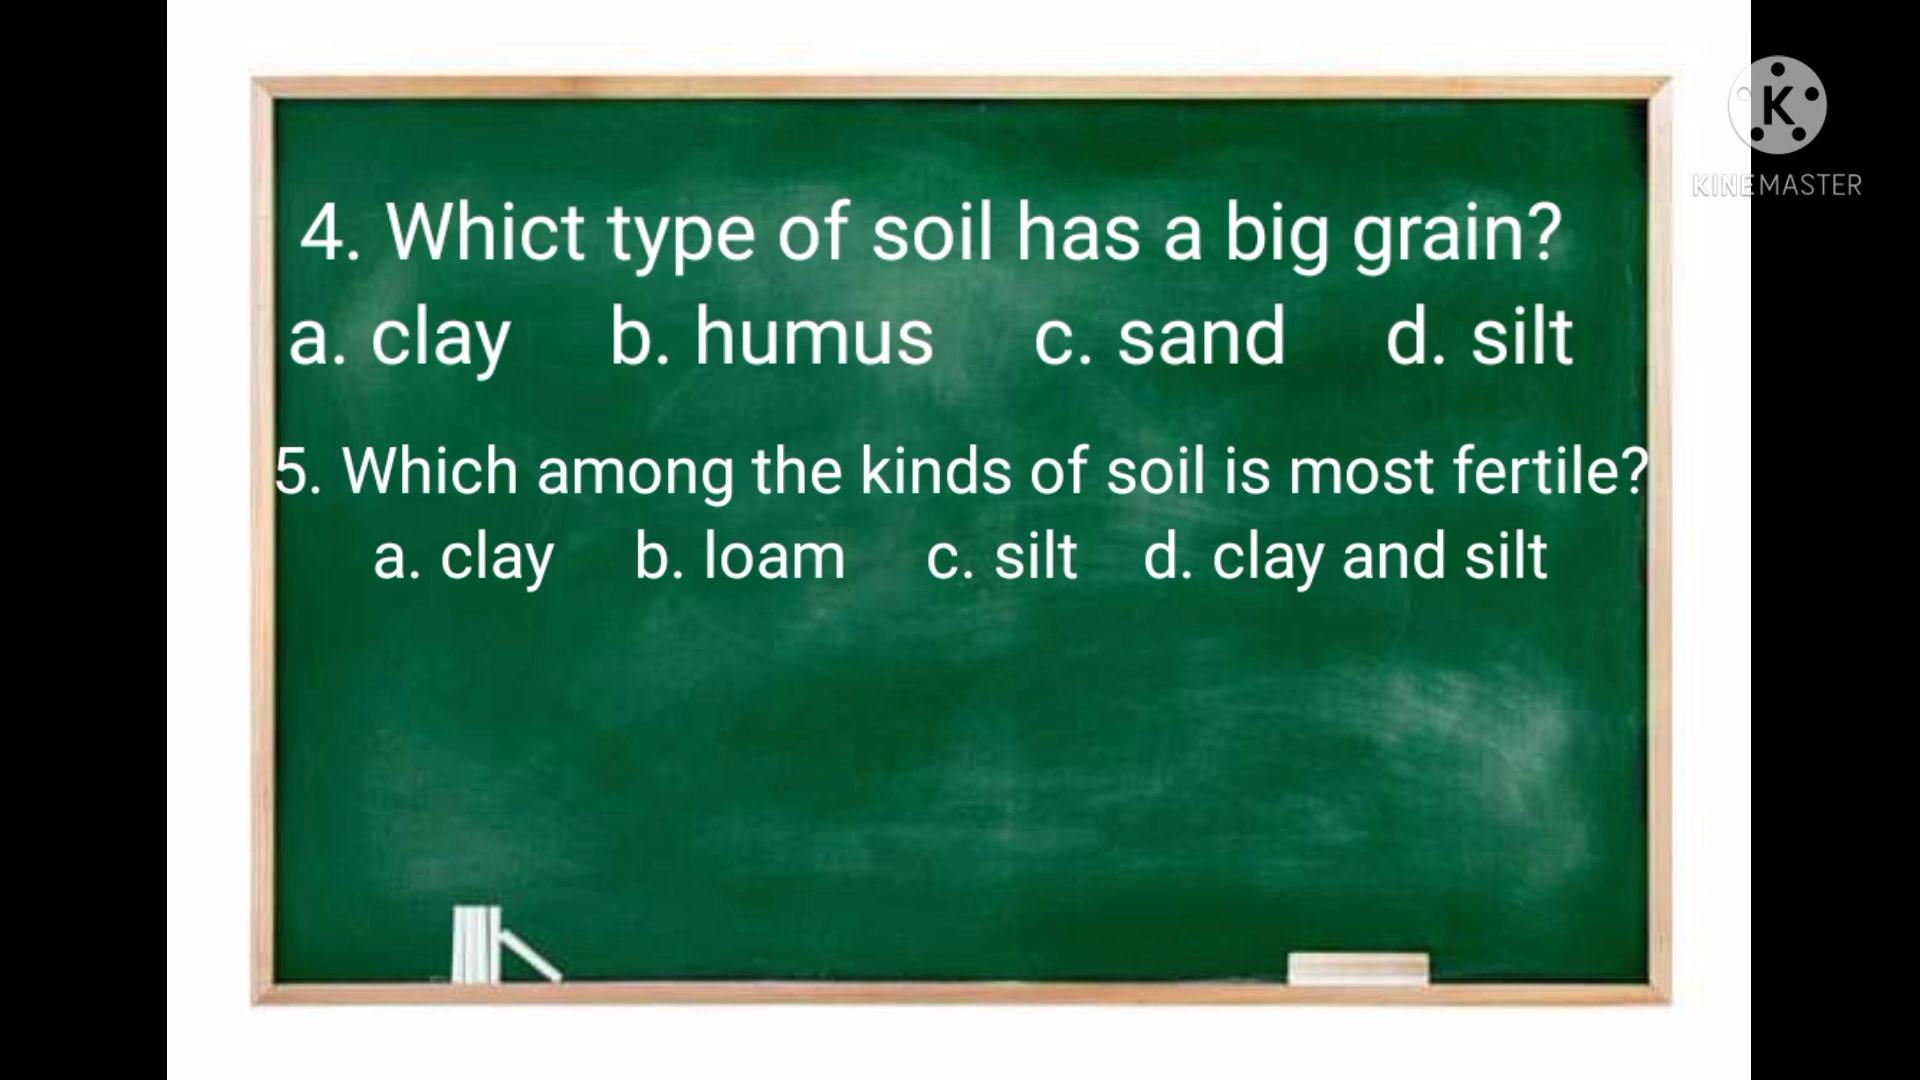 4. Whict type of soil has a big grain?
a. clay b. humus c. sand d. silt
5. Which among the kinds of soil is most fertile?
a. clay b. loam c. silt d. clay and silt
K
KINEMASTER